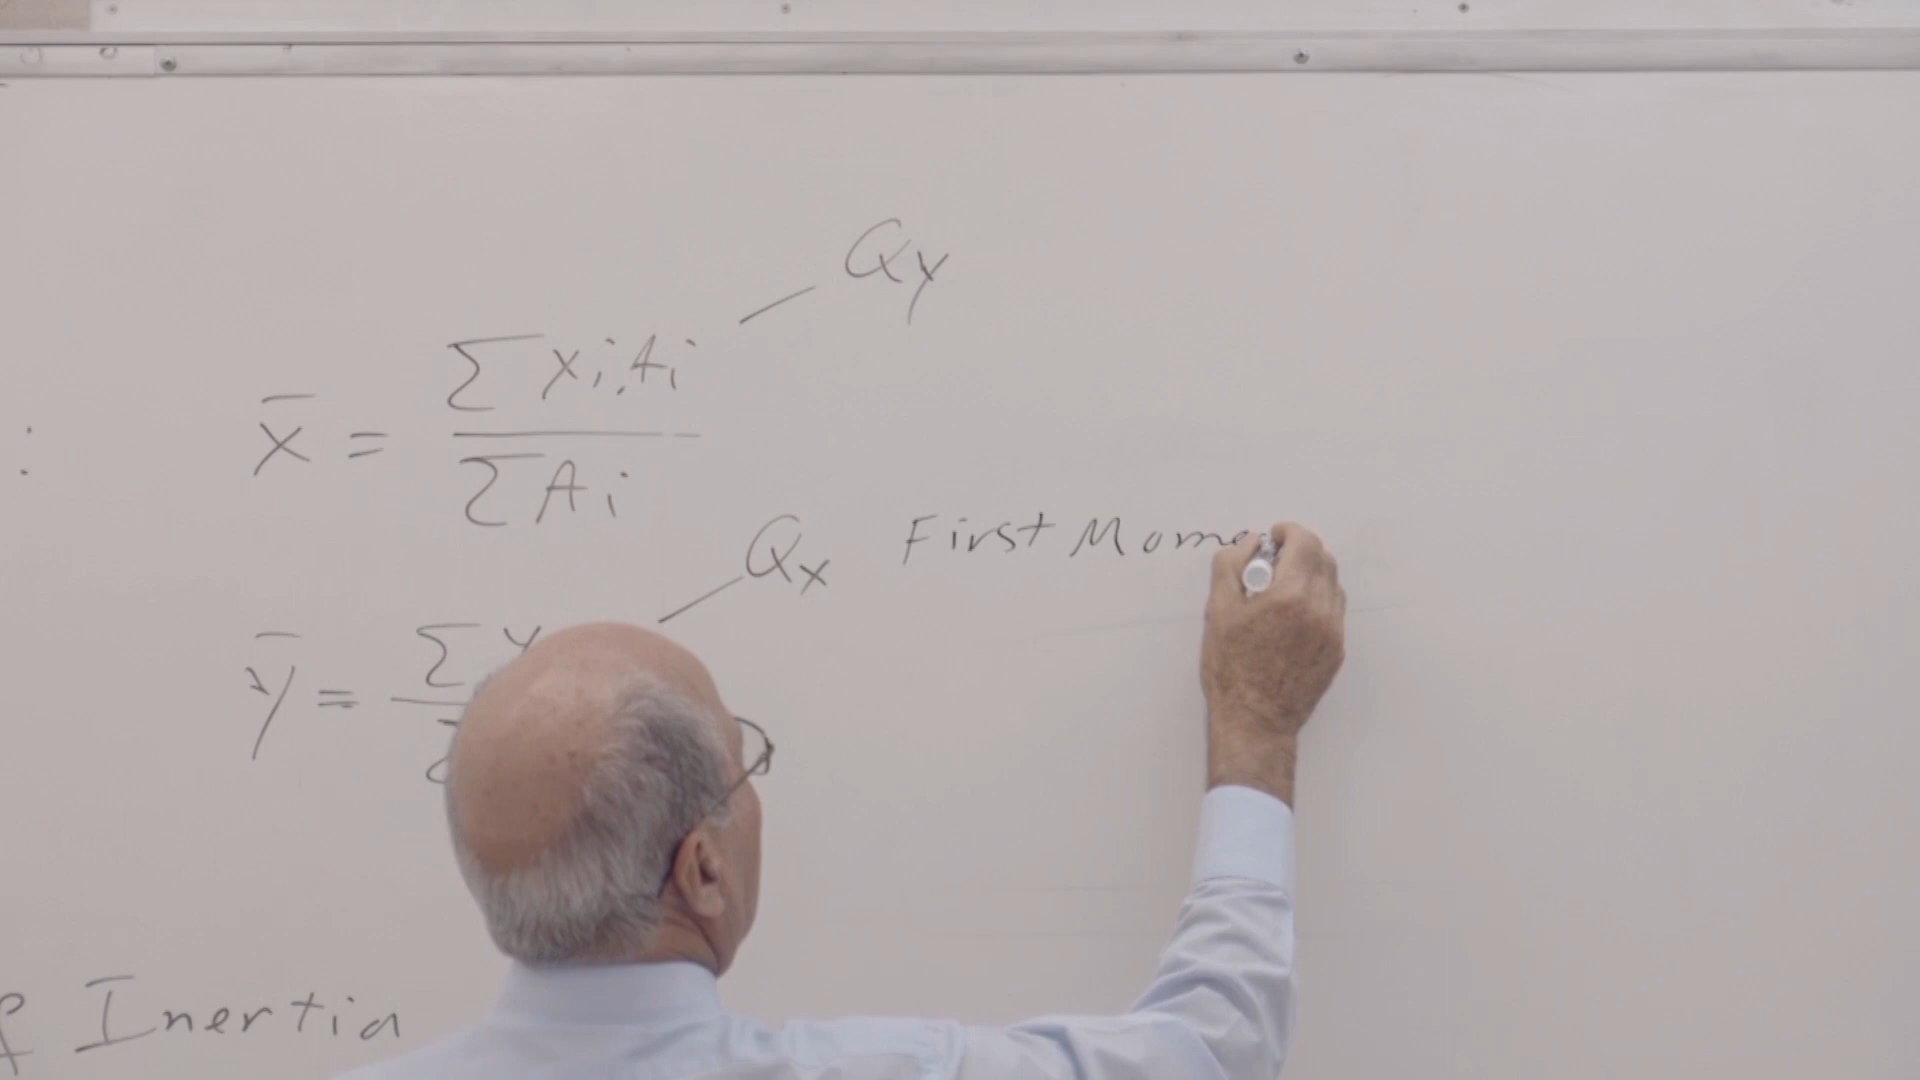 Qy
x̄ = Σ xi.Ai
Σ Ai
Qx First Mome
ȳ = Σ y
Inertia